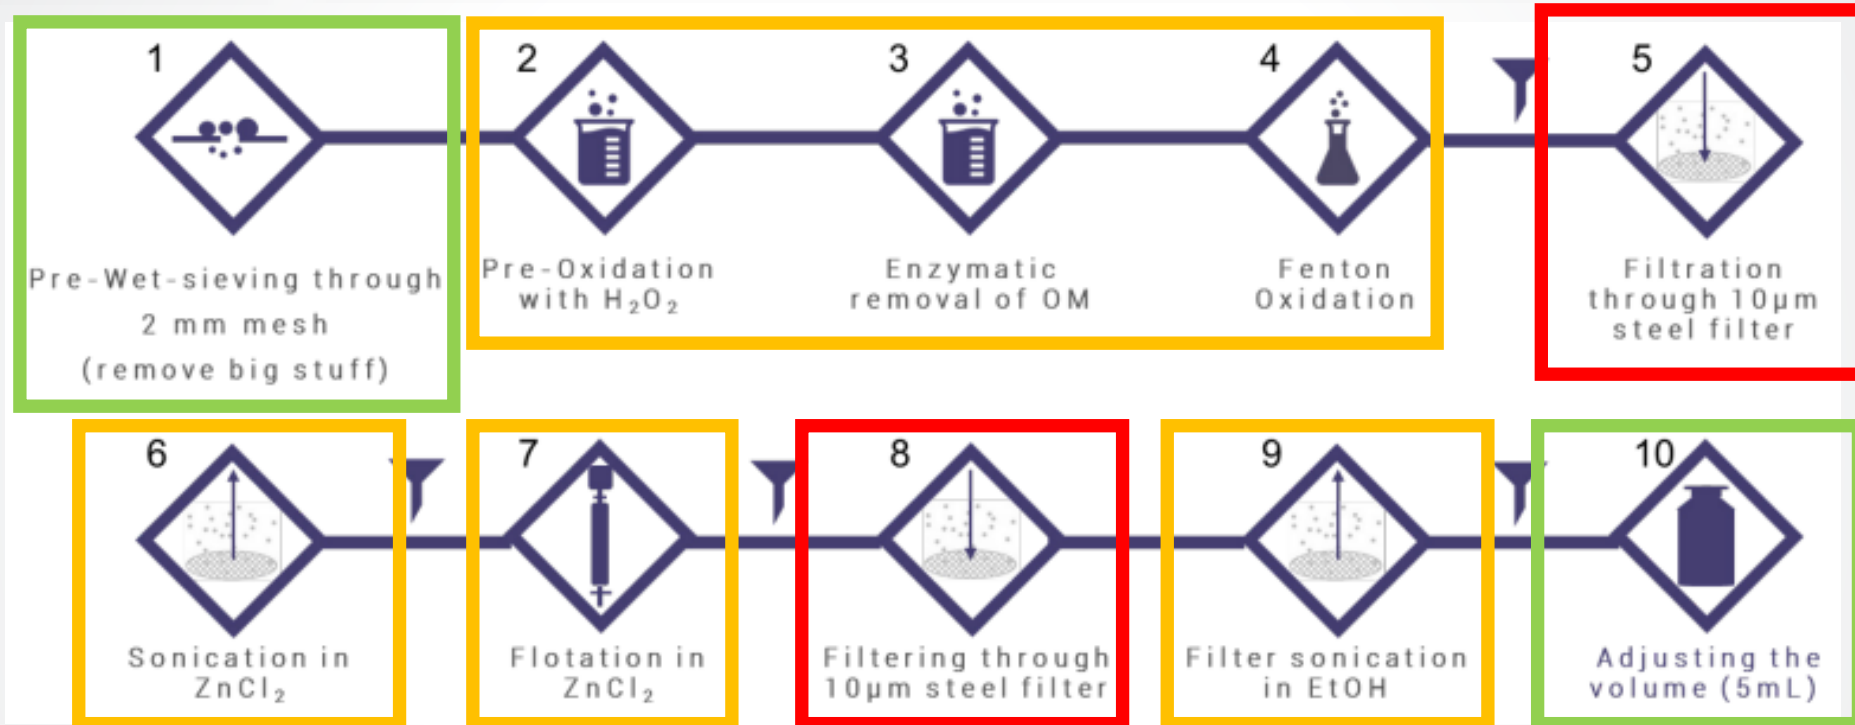 1
Pre-Wet-sieving through
2 mm mesh
(remove big stuff)
2
Pre-Oxidation
with H₂O₂
3
Enzymatic
removal of OM
4
Fenton
Oxidation
5
Filtration
through 10µm
steel filter
6
Sonication in
ZnCl₂
7
Flotation in
ZnCl₂
8
Filtering through
10µm steel filter
9
Filter sonication
in EtOH
10
Adjusting the
volume (5mL)